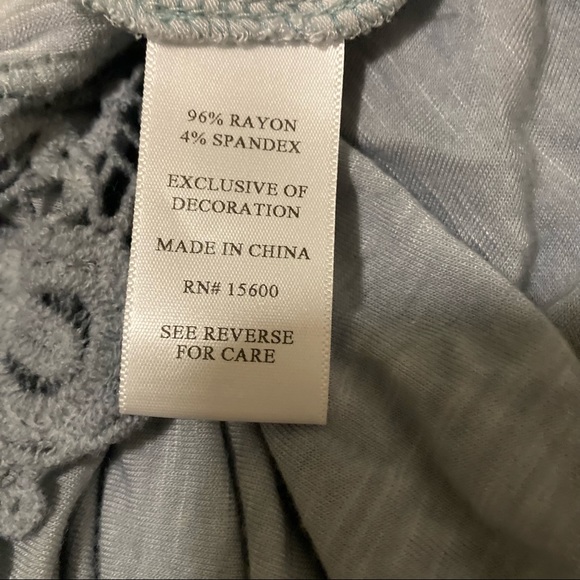 96% RAYON
4% SPANDEX
EXCLUSIVE OF
DECORATION
MADE IN CHINA
RN# 15600
SEE REVERSE
FOR CARE